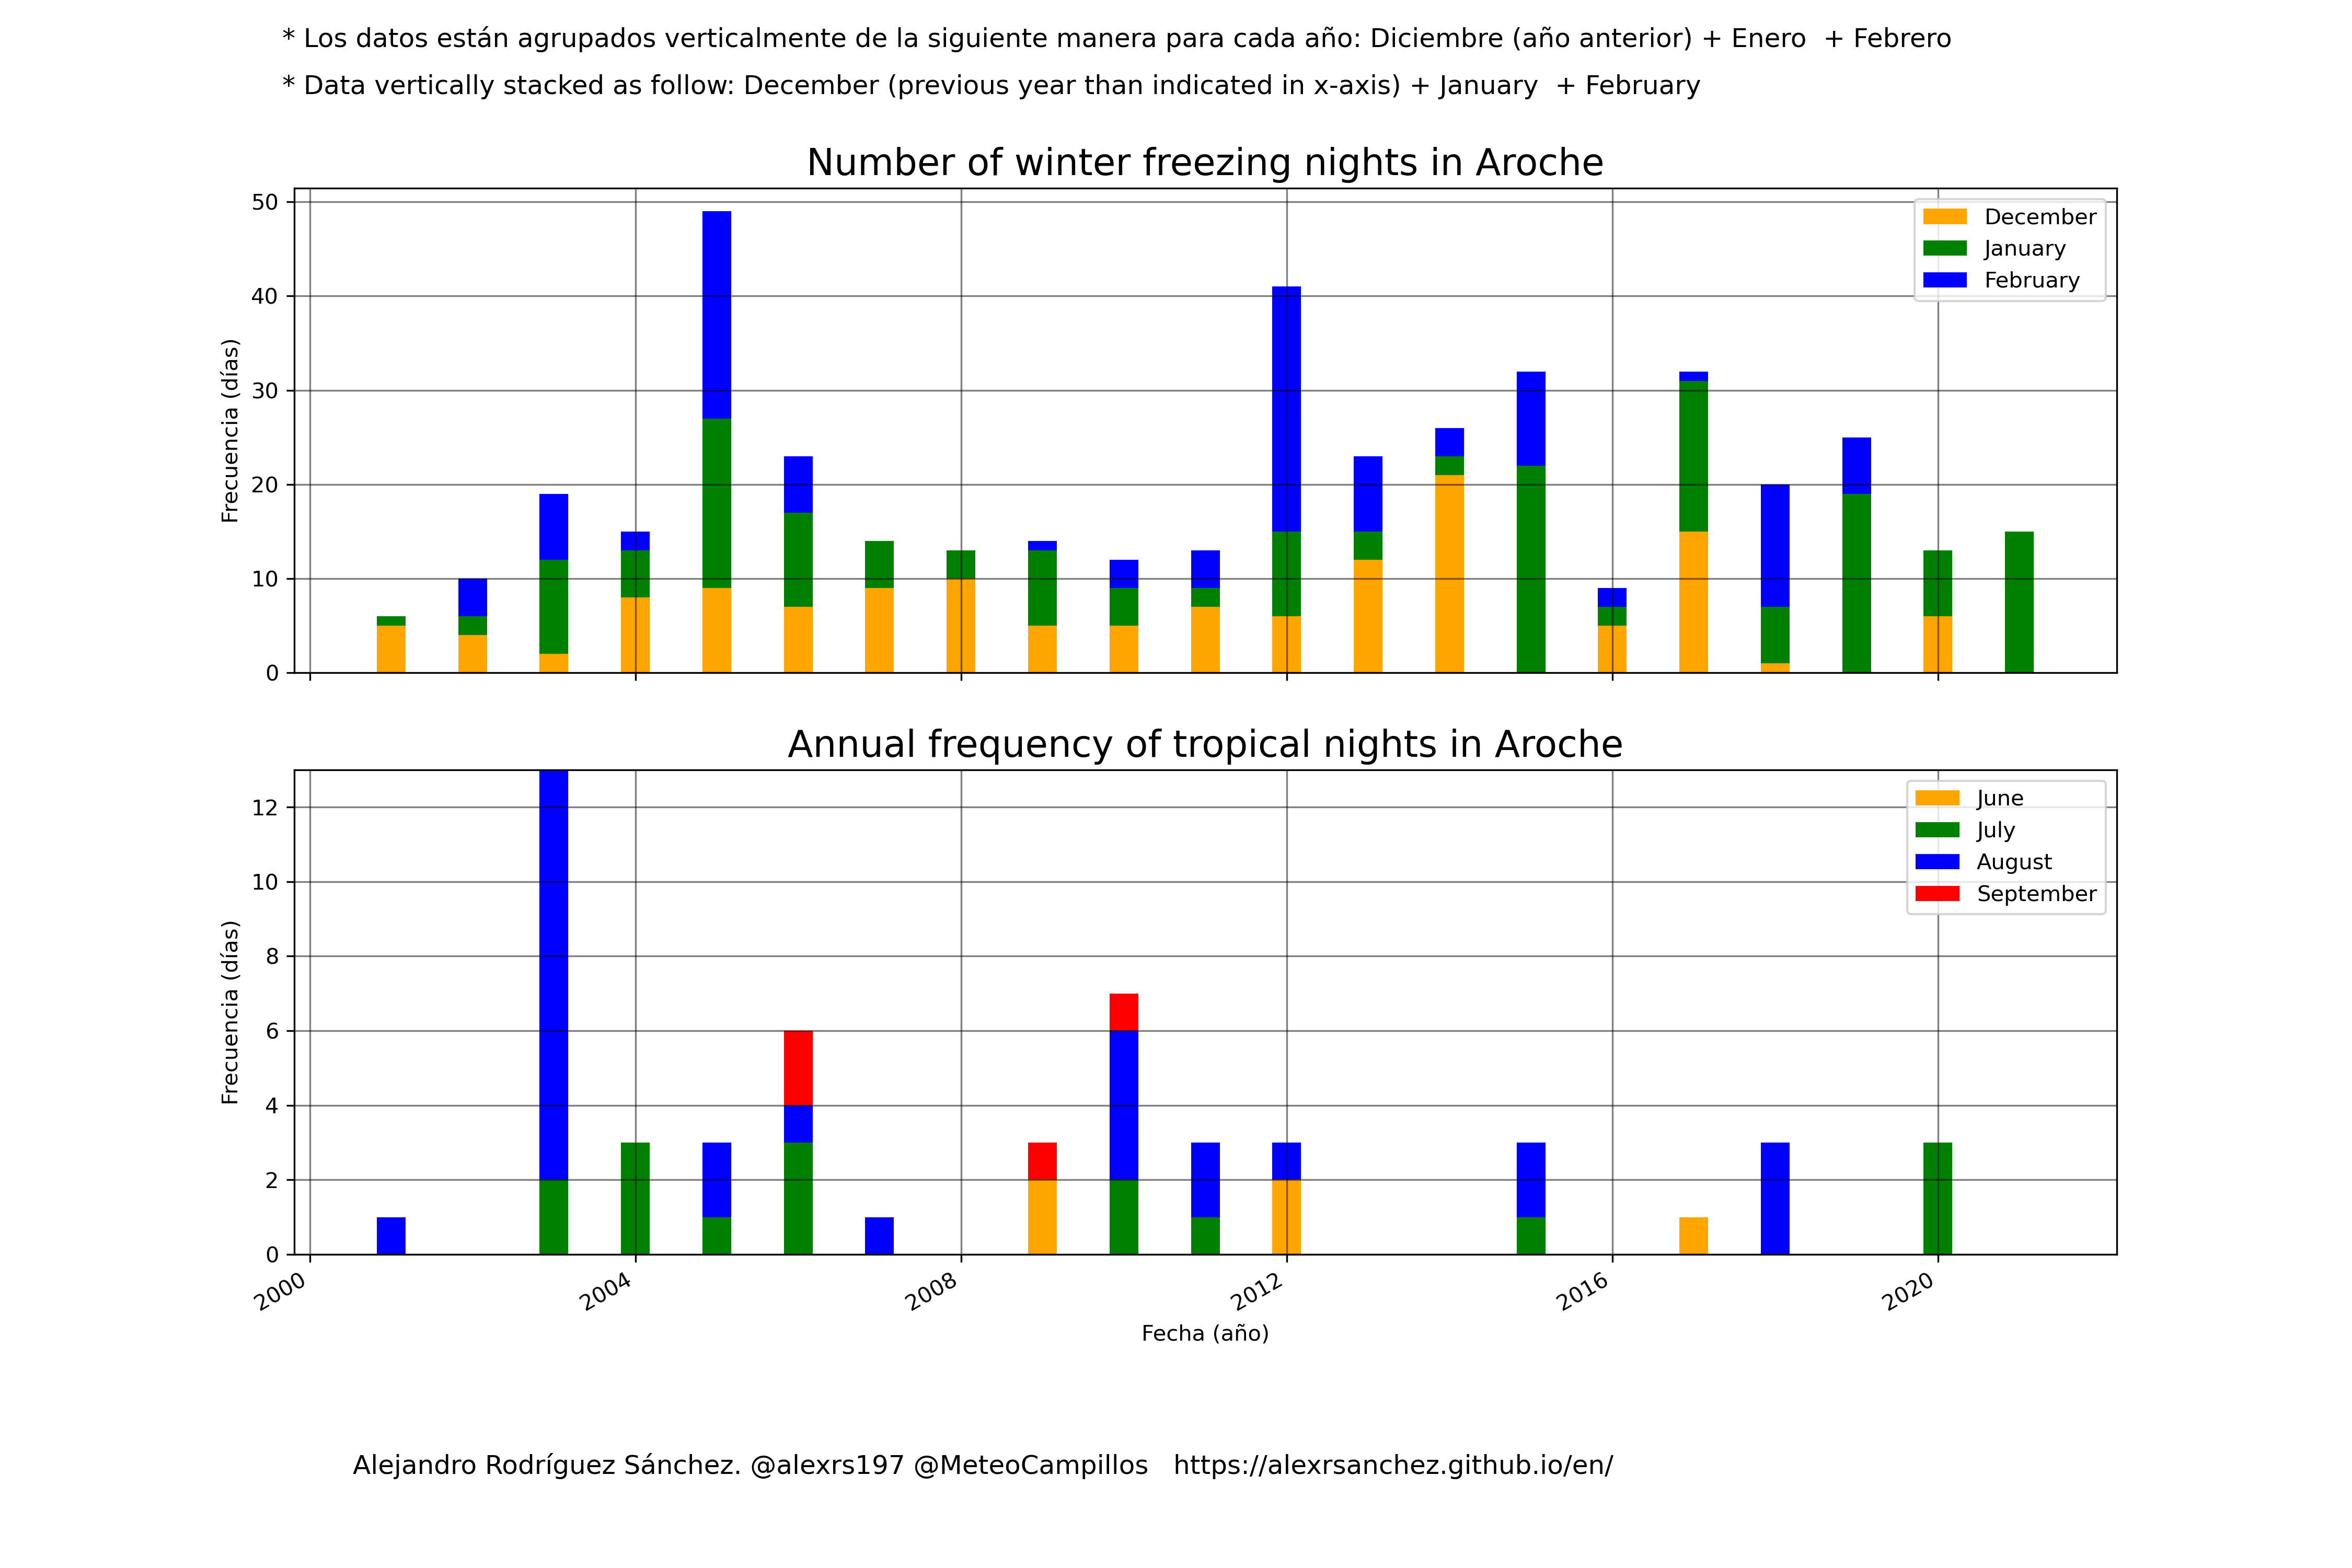 * Los datos están agrupados verticalmente de la siguiente manera para cada año: Diciembre (año anterior) + Enero  + Febrero
* Data vertically stacked as follow: December (previous year than indicated in x-axis) + January  + February
Number of winter freezing nights in Aroche
50
40
30
20
10
0
Frecuencia (días)
December
January
February
Annual frequency of tropical nights in Aroche
12
10
8
6
4
2
0
Frecuencia (días)
June
July
August
September
2000 2004 2008 2012 2016 2020
Fecha (año)
Alejandro Rodríguez Sánchez. @alexrs197 @MeteoCampillos   https://alexrsanchez.github.io/en/